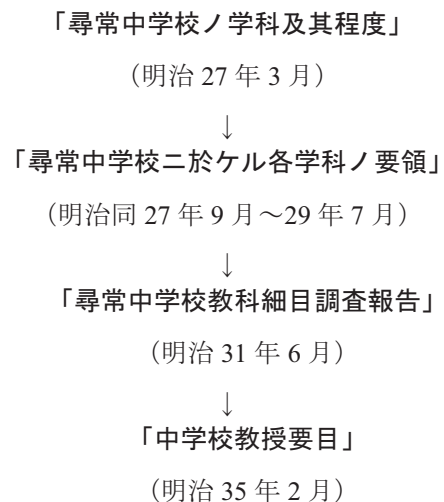 「尋常中学校ノ学科及其程度」
（明治 27 年 3 月）
↓
「尋常中学校ニ於ケル各学科ノ要領」
（明治同 27 年 9 月～29 年 7 月）
↓
「尋常中学校教科細目調査報告」
（明治 31 年 6 月）
↓
「中学校教授要目」
（明治 35 年 2 月）